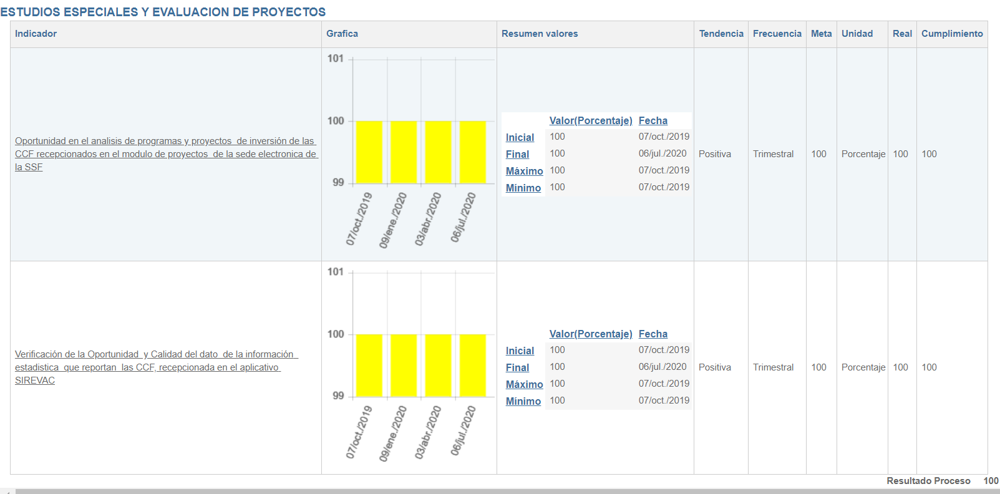 ESTUDIOS ESPECIALES Y EVALUACION DE PROYECTOS
Indicador Grafica Resumen valores Tendencia Frecuencia Meta Unidad Real Cumplimiento
101
100
99
07/oct./2019 09/ene./2020 03/abr./2020 06/jul./2020
Oportunidad en el analisis de programas y proyectos de inversión de las
CCF recepcionados en el modulo de proyectos de la sede electronica de
la SSF
Valor(Porcentaje) Fecha
Inicial 100 07/oct./2019
Final 100 06/jul./2020
Máximo 100 07/oct./2019
Mínimo 100 07/oct./2019
Positiva Trimestral 100 Porcentaje 100 100
101
100
99
07/oct./2019 09/ene./2020 03/abr./2020 06/jul./2020
Verificación de la Oportunidad y Calidad del dato de la información
estadistica que reportan las CCF, recepcionada en el aplicativo
SIREVAC
Valor(Porcentaje) Fecha
Inicial 100 07/oct./2019
Final 100 06/jul./2020
Máximo 100 07/oct./2019
Mínimo 100 07/oct./2019
Positiva Trimestral 100 Porcentaje 100 100
Resultado Proceso 100